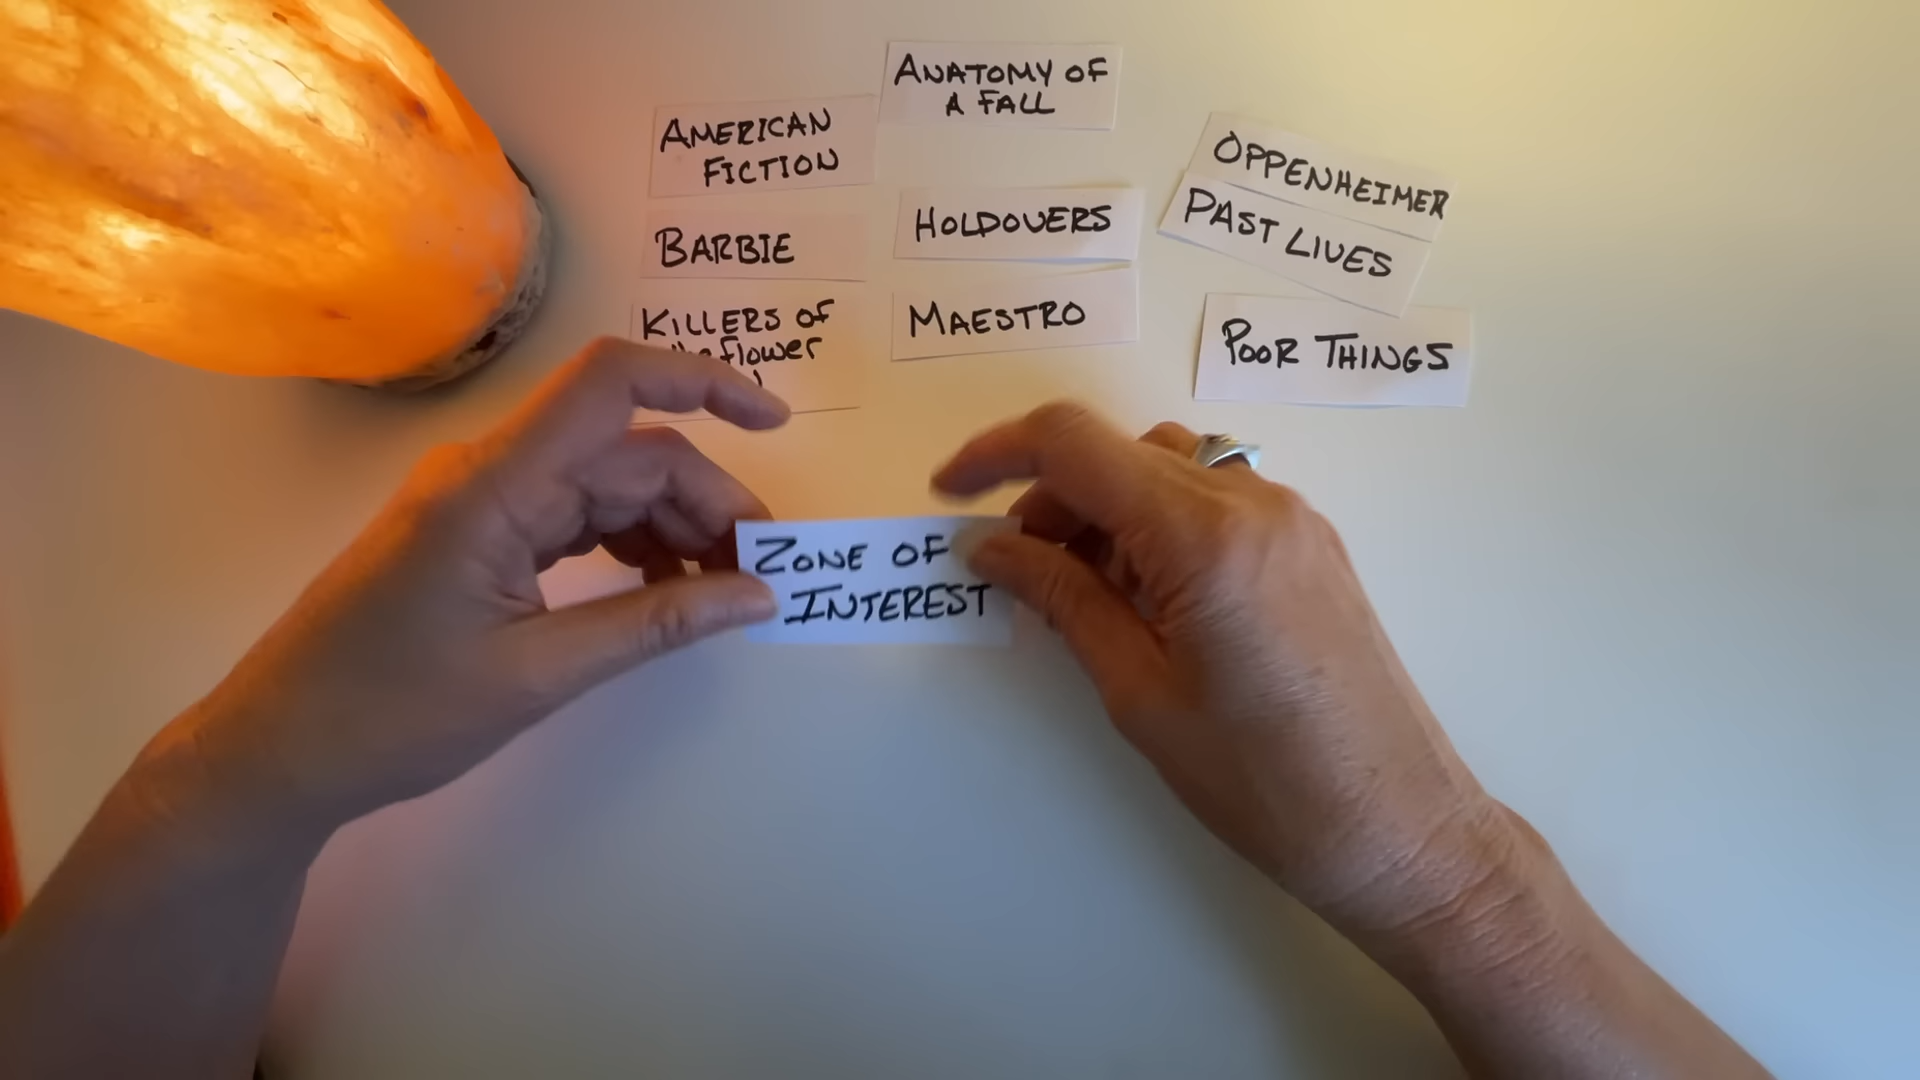 ANATOMY OF
A FALL
AMERICAN
FICTION
OPPENHEIMER
BARBIE
HOLDOVERS
PAST LIVES
KILLERS OF
the flower
MAESTRO
POOR THINGS
ZONE OF
INTEREST